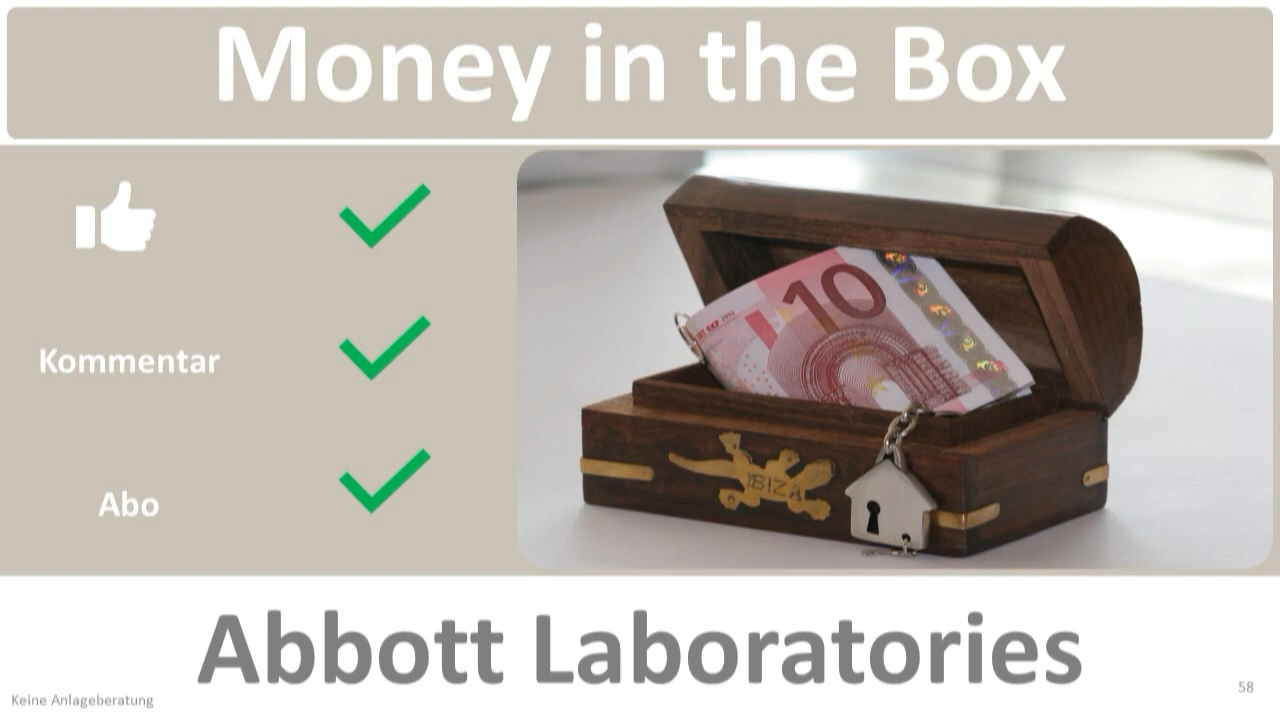 Money in the Box
Kommentar
Abo
10
IBIZA
Abbott Laboratories
Keine Anlageberatung
58